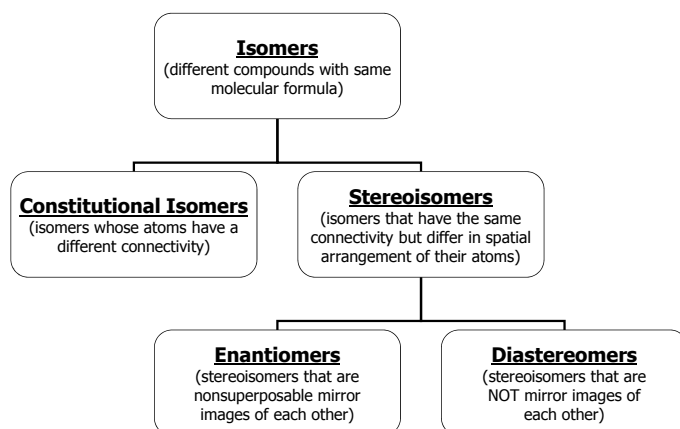 Isomers
(different compounds with same
molecular formula)
Constitutional Isomers
(isomers whose atoms have a
different connectivity)
Stereoisomers
(isomers that have the same
connectivity but differ in spatial
arrangement of their atoms)
Enantiomers
(stereoisomers that are
nonsuperposable mirror
images of each other)
Diastereomers
(stereoisomers that are
NOT mirror images of
each other)